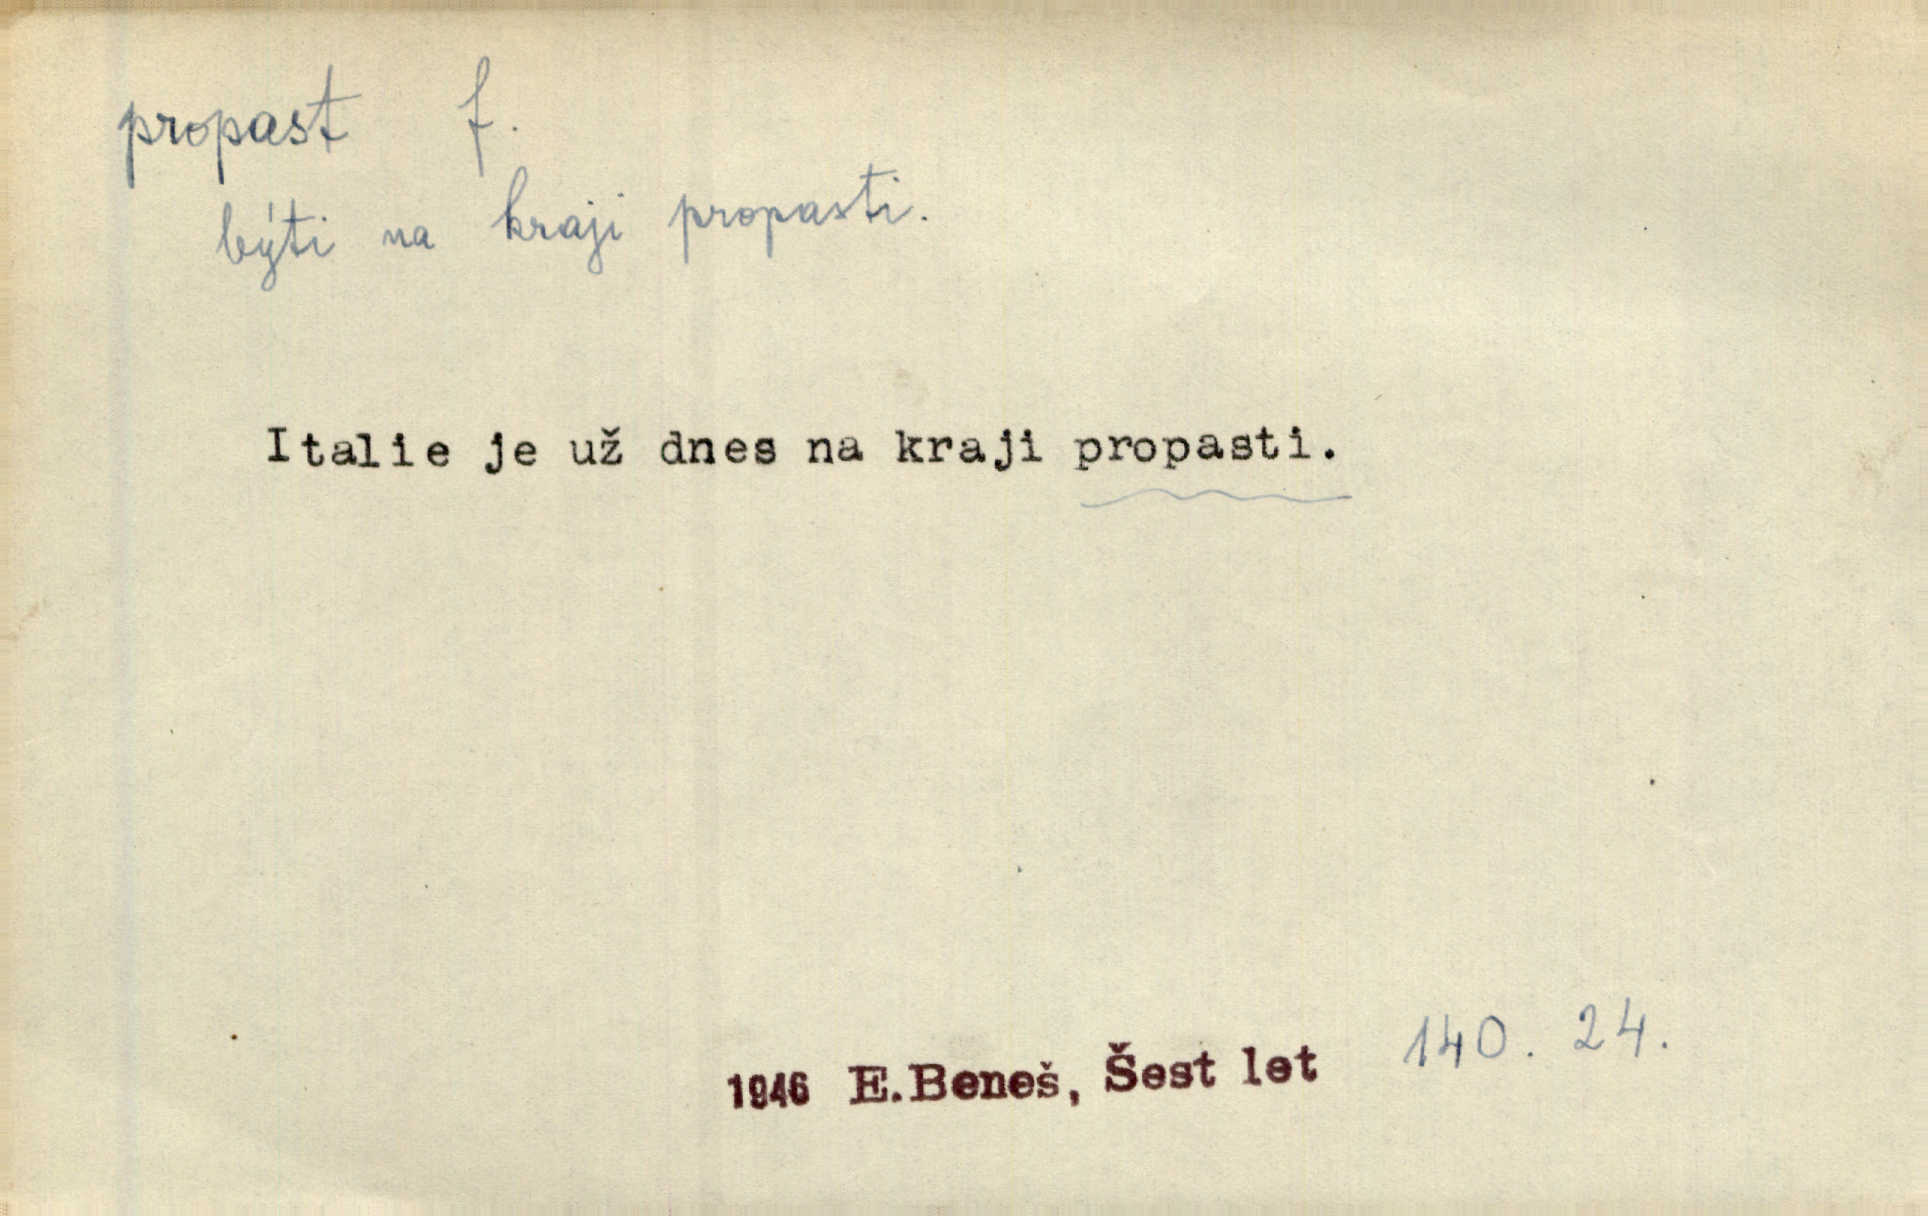 propast f.
býti na kraji propasti.
Italie je už dnes na kraji propasti.
1946 E.Beneš, Šest let 140. 24.